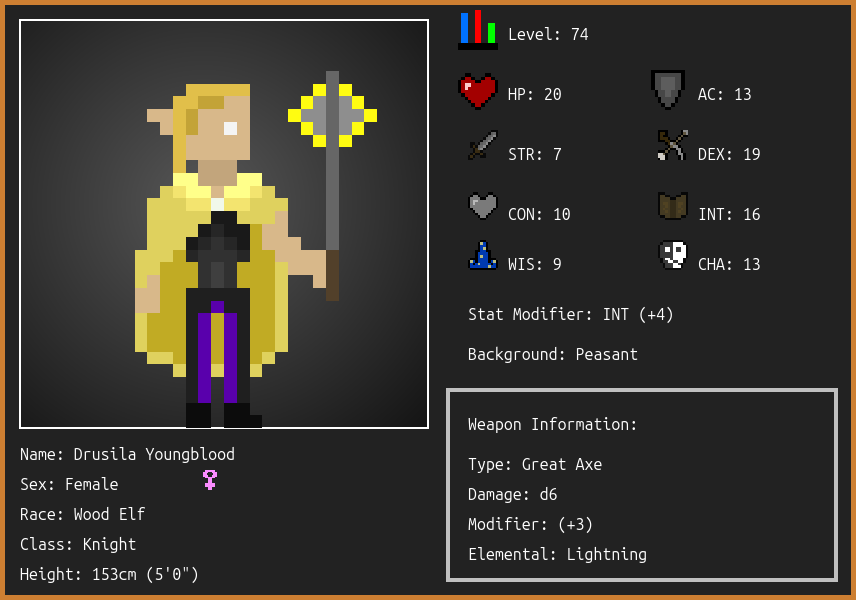 Level: 74
HP: 20
AC: 13
STR: 7
DEX: 19
CON: 10
INT: 16
WIS: 9
CHA: 13
Stat Modifier: INT (+4)
Background: Peasant
Weapon Information:
Type: Great Axe
Damage: d6
Modifier: (+3)
Elemental: Lightning
Name: Drusila Youngblood
Sex: Female
Race: Wood Elf
Class: Knight
Height: 153cm (5'0")